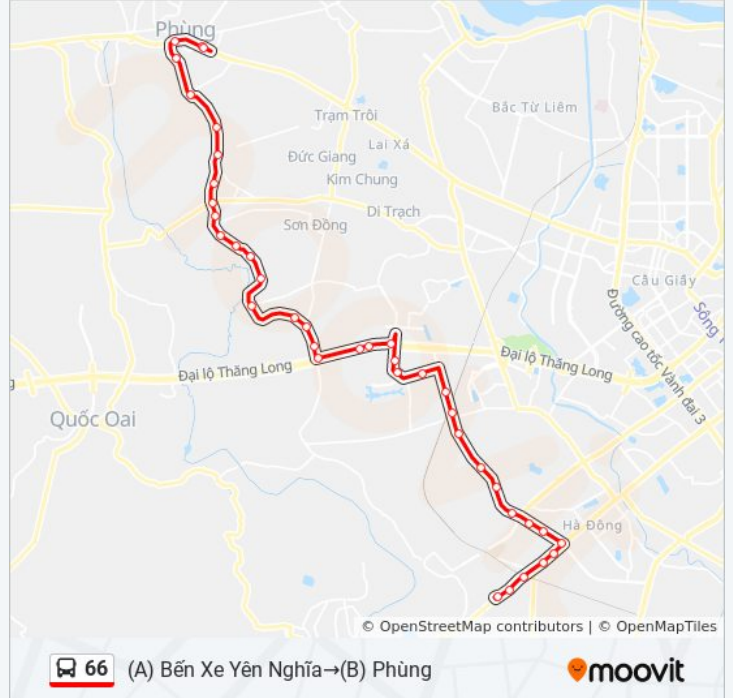 Phùng
Trạm Trôi
Bắc Từ Liêm
Lai Xá
Đức Giang
Kim Chung
Di Trạch
Sơn Đồng
Cầu Giấy
Sông
Đường cao tốc Vành đai 3
Đại lộ Thăng Long
Đại lộ Thăng Long
Quốc Oai
Hà Đông
© OpenStreetMap contributors | © OpenMapTiles
66 (A) Bến Xe Yên Nghĩa→(B) Phùng
moovit